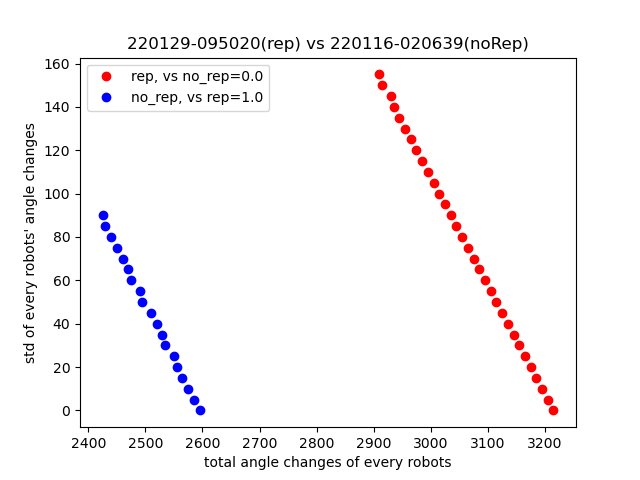 220129-095020(rep) vs 220116-020639(noRep)
rep, vs no_rep=0.0
no_rep, vs rep=1.0
160
140
120
100
80
60
40
20
0
std of every robots' angle changes
2400 2500 2600 2700 2800 2900 3000 3100 3200
total angle changes of every robots